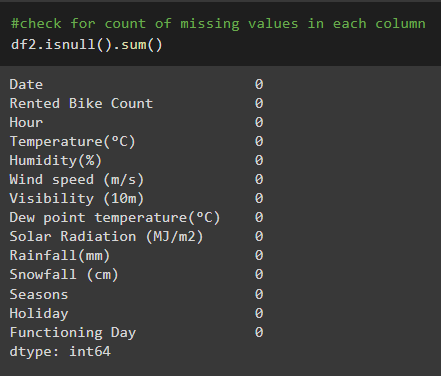 #check for count of missing values in each column
df2.isnull().sum()
Date 0
Rented Bike Count 0
Hour 0
Temperature(°C) 0
Humidity(%) 0
Wind speed (m/s) 0
Visibility (10m) 0
Dew point temperature(°C) 0
Solar Radiation (MJ/m2) 0
Rainfall(mm) 0
Snowfall (cm) 0
Seasons 0
Holiday 0
Functioning Day 0
dtype: int64